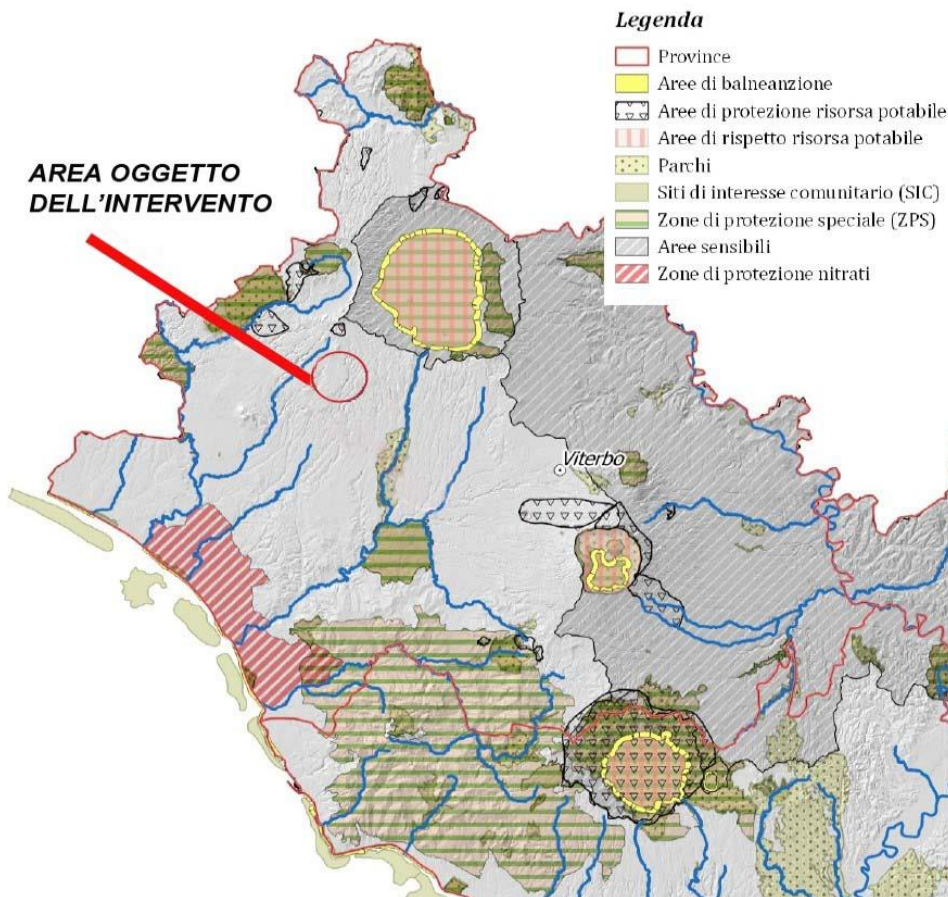 Legenda
Province
Aree di balneanzione
Aree di protezione risorsa potabile
Aree di rispetto risorsa potabile
Parchi
Siti di interesse comunitario (SIC)
Zone di protezione speciale (ZPS)
Aree sensibili
Zone di protezione nitrati
AREA OGGETTO
DELL'INTERVENTO
Viterbo